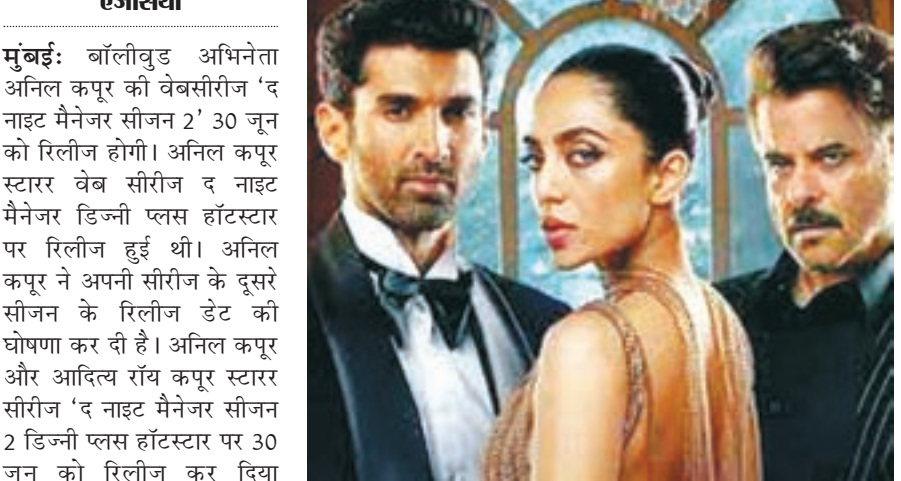 एजेंसियां
मुंबईः बॉलीवुड अभिनेता
अनिल कपूर की वेबसीरीज ‘द
नाइट मैनेजर सीजन 2’ 30 जून
को रिलीज होगी। अनिल कपूर
स्टारर वेब सीरीज द नाइट
मैनेजर डिज्नी प्लस हॉटस्टार
पर रिलीज हुई थी। अनिल
कपूर ने अपनी सीरीज के दूसरे
सीजन के रिलीज डेट की
घोषणा कर दी है। अनिल कपूर
और आदित्य रॉय कपूर स्टारर
सीरीज ‘द नाइट मैनेजर सीजन
2 डिज्नी प्लस हॉटस्टार पर 30
जून को रिलीज कर दिया